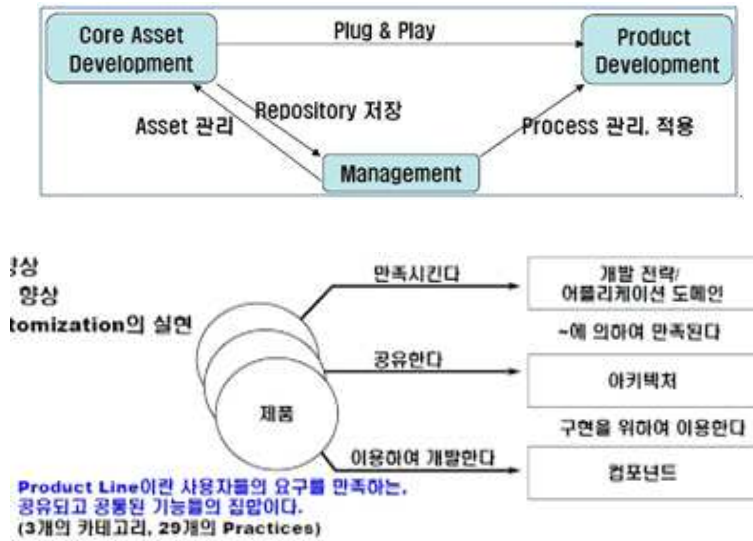 Core Asset
Development
Plug & Play
Product
Development
Repository 저장
Asset 관리
Process 관리, 적용
Management
향상
향상
tomization의 실현
만족시킨다
개발 전략/
어플리케이션 도메인
~에 의하여 만족된다
공유한다
아키텍처
제품
구현을 위하여 이용한다
이용하여 개발한다
컴포넌트
Product Line이란 사용자들의 요구를 만족하는,
공유되고 공통된 기능들의 집합이다.
(3개의 카테고리, 29개의 Practices)